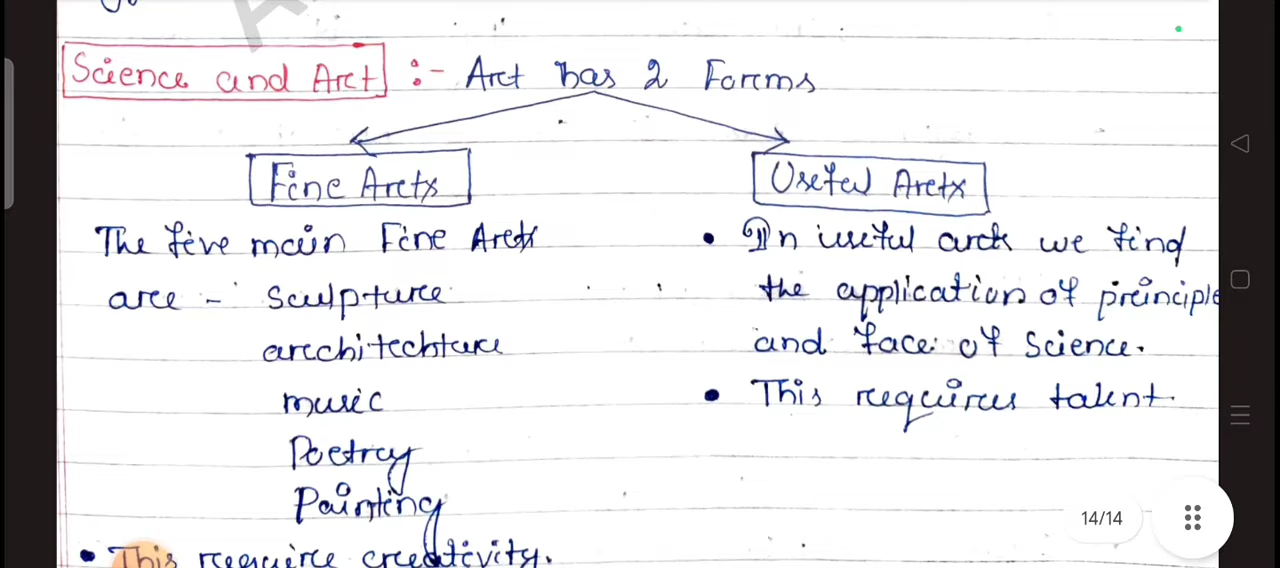 Science and Art :- Art has 2 Forms
Fine Arts
Useful Arts
The five main Fine Arts
are - Sculpture
architechture
music
Poetry
Painting
• This require creativity.
• In useful arts we find
the application of principle
and face of Science.
• This requires talent.
14/14